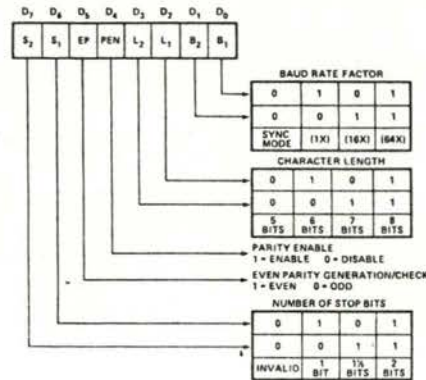 D7 D6 D5 D4 D3 D2 D1 D0
S2 S1 EP PEN L2 L1 B2 B1
BAUD RATE FACTOR
0 1 0 1
0 0 1 1
SYNC MODE (1X) (16X) (64X)
CHARACTER LENGTH
0 1 0 1
0 0 1 1
5 BITS 6 BITS 7 BITS 8 BITS
PARITY ENABLE
1 = ENABLE 0 = DISABLE
EVEN PARITY GENERATION/CHECK
1 = EVEN 0 = ODD
NUMBER OF STOP BITS
0 1 0 1
0 0 1 1
INVALID 1 BIT 1½ BITS 2 BITS